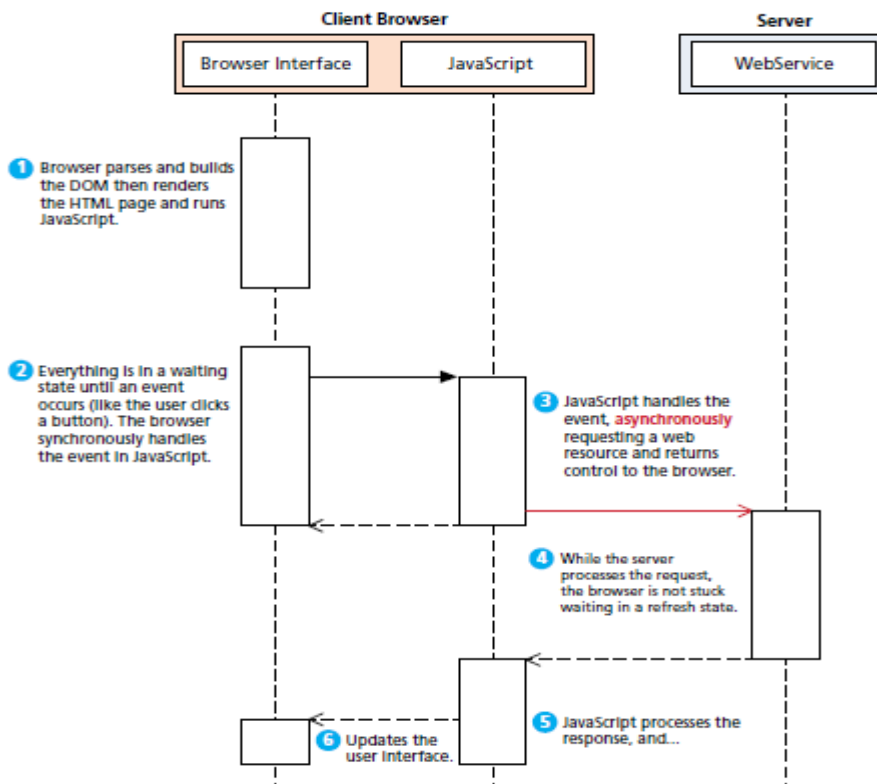 Client Browser
Server
Browser Interface
JavaScript
WebService
1 Browser parses and builds
the DOM then renders
the HTML page and runs
JavaScript.
2 Everything is in a waiting
state until an event
occurs (like the user clicks
a button). The browser
synchronously handles
the event in JavaScript.
3 JavaScript handles the
event, asynchronously
requesting a web
resource and returns
control to the browser.
4 While the server
processes the request,
the browser is not stuck
waiting in a refresh state.
5 JavaScript processes the
response, and...
6 Updates the
user interface.